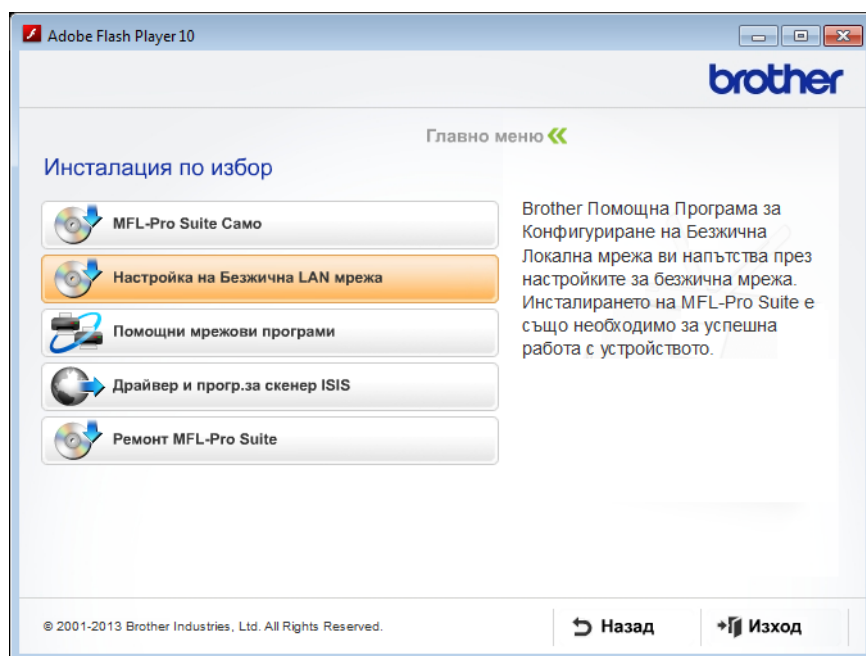 Adobe Flash Player 10
brother
Главно меню
Инсталация по избор
MFL-Pro Suite Само
Настройка на Безжична LAN мрежа
Помощни мрежови програми
Драйвер и прогр.за скенер ISIS
Ремонт MFL-Pro Suite
Brother Помощна Програма за
Конфигуриране на Безжична
Локална мрежа ви напътства през
настройките за безжична мрежа.
Инсталирането на MFL-Pro Suite е
също необходимо за успешна
работа с устройството.
© 2001-2013 Brother Industries, Ltd. All Rights Reserved.
Назад
Изход